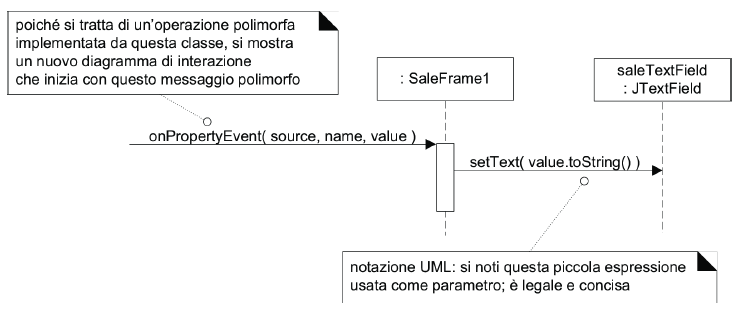 poiché si tratta di un'operazione polimorfa
implementata da questa classe, si mostra
un nuovo diagramma di interazione
che inizia con questo messaggio polimorfo
: SaleFrame1
saleTextField
: JTextField
onPropertyEvent( source, name, value )
setText( value.toString() )
notazione UML: si noti questa piccola espressione
usata come parametro; è legale e concisa